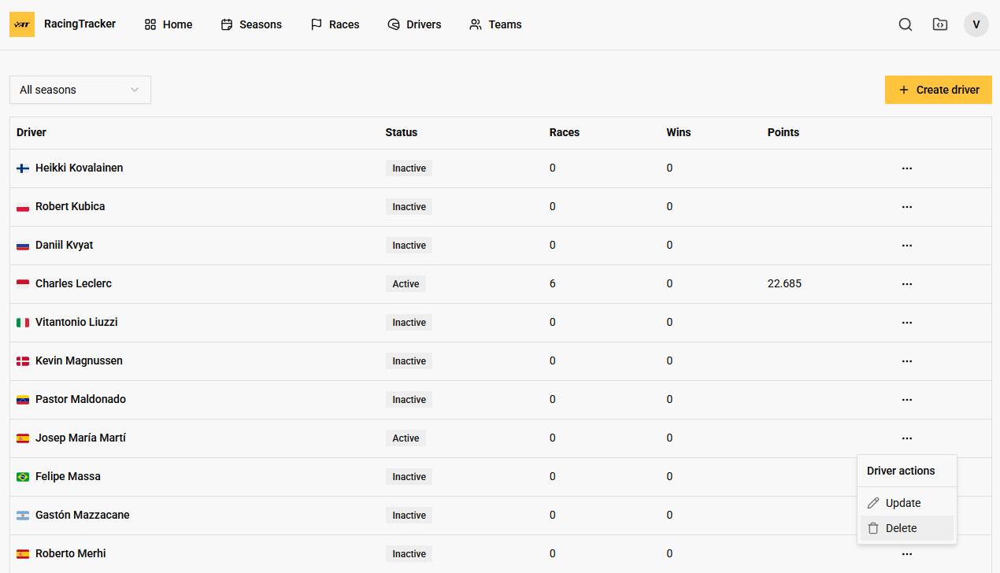 RacingTracker Home Seasons Races Drivers Teams V
All seasons Create driver
Driver Status Races Wins Points
Heikki Kovalainen Inactive 0 0
Robert Kubica Inactive 0 0
Daniil Kvyat Inactive 0 0
Charles Leclerc Active 6 0 22.685
Vitantonio Liuzzi Inactive 0 0
Kevin Magnussen Inactive 0 0
Pastor Maldonado Inactive 0 0
Josep María Martí Active 0 0
Felipe Massa Inactive 0 0
Driver actions
Gastón Mazzacane Inactive 0 0
Update
Delete
Roberto Merhi Inactive 0 0